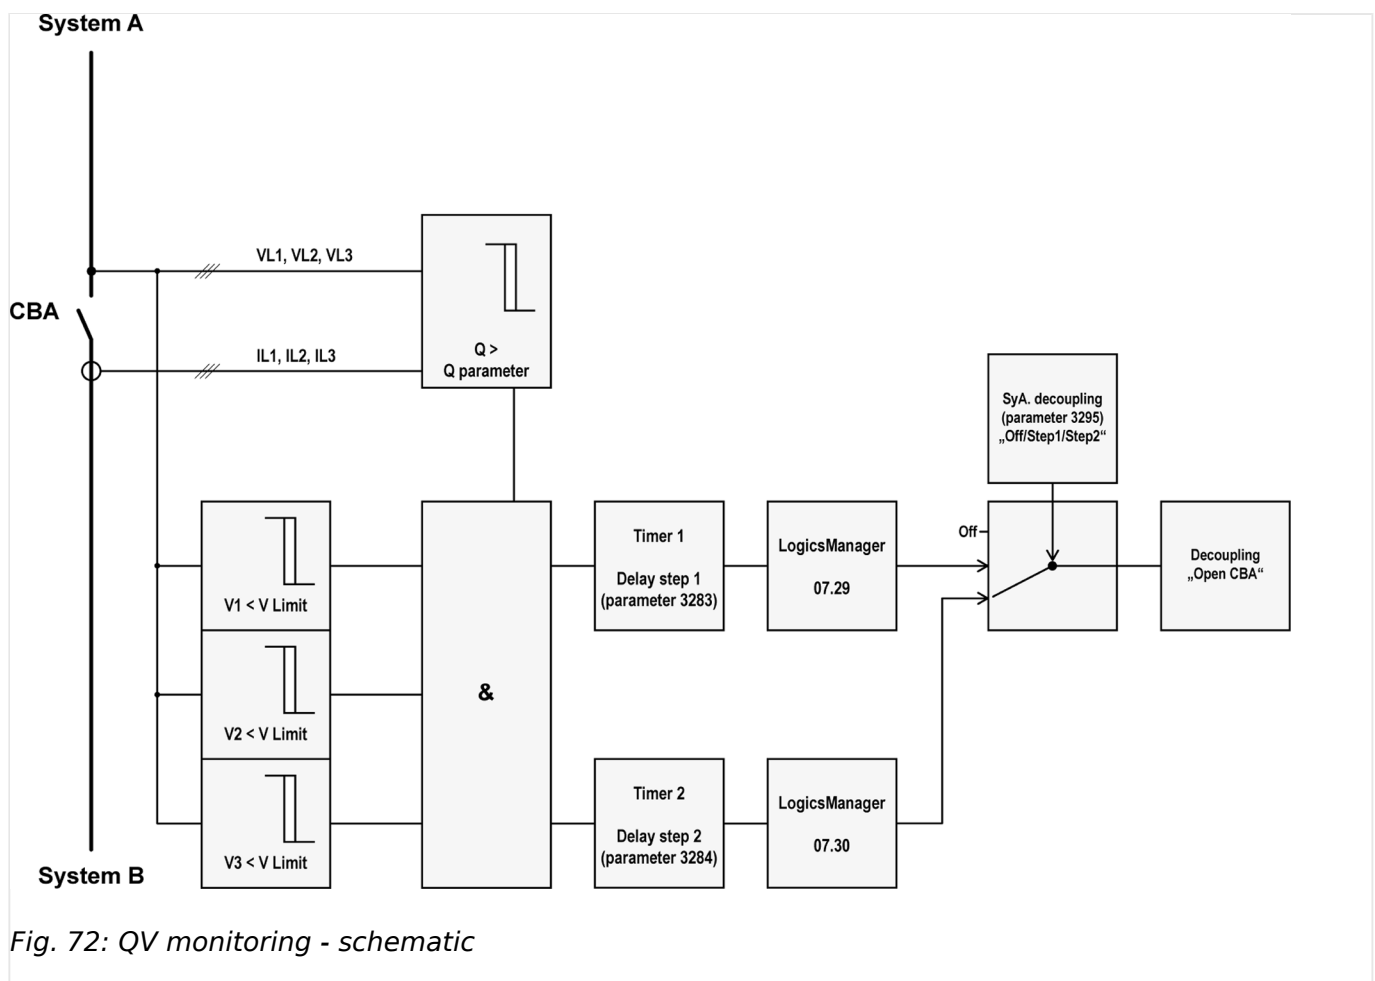 System A
VL1, VL2, VL3
CBA
IL1, IL2, IL3
Q >
Q parameter
SyA. decoupling
(parameter 3295)
„Off/Step1/Step2“
V1 < V Limit
V2 < V Limit
V3 < V Limit
&
Timer 1
Delay step 1
(parameter 3283)
LogicsManager
07.29
Off
Decoupling
„Open CBA“
Timer 2
Delay step 2
(parameter 3284)
LogicsManager
07.30
System B
Fig. 72: QV monitoring - schematic